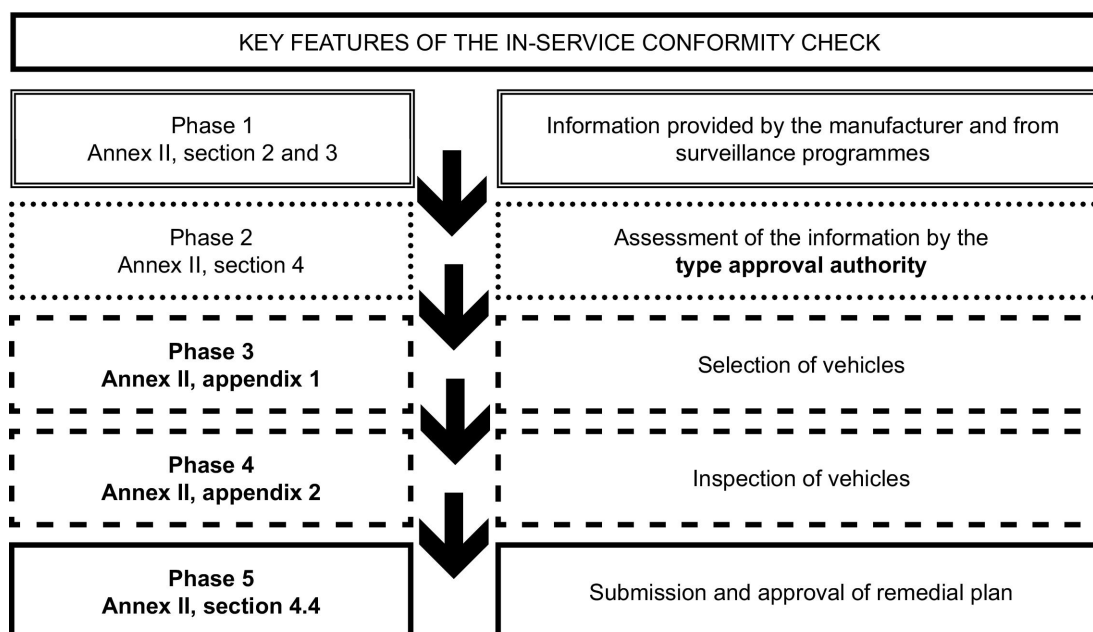 KEY FEATURES OF THE IN-SERVICE CONFORMITY CHECK
Phase 1
Annex II, section 2 and 3
Information provided by the manufacturer and from
surveillance programmes
Phase 2
Annex II, section 4
Assessment of the information by the
type approval authority
Phase 3
Annex II, appendix 1
Selection of vehicles
Phase 4
Annex II, appendix 2
Inspection of vehicles
Phase 5
Annex II, section 4.4
Submission and approval of remedial plan